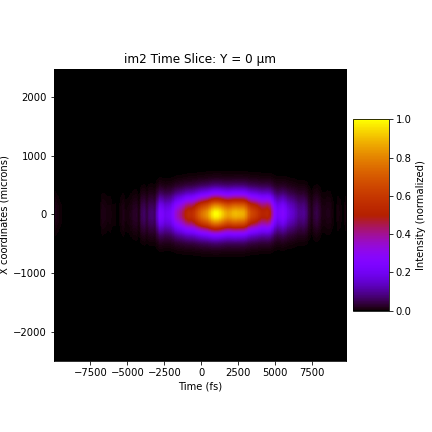 im2 Time Slice: Y = 0 μm
2000
1000
0
−1000
−2000
X coordinates (microns)
−7500 −5000 −2500 0 2500 5000 7500
Time (fs)
1.0
0.8
0.6
0.4
0.2
0.0
Intensity (normalized)